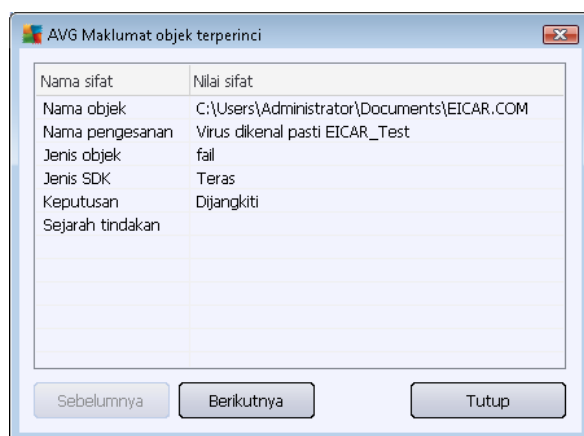 AVG Maklumat objek terperinci
Nama sifat Nilai sifat
Nama objek C:\Users\Administrator\Documents\EICAR.COM
Nama pengesanan Virus dikenal pasti EICAR_Test
Jenis objek fail
Jenis SDK Teras
Keputusan Dijangkiti
Sejarah tindakan
Sebelumnya Berikutnya Tutup